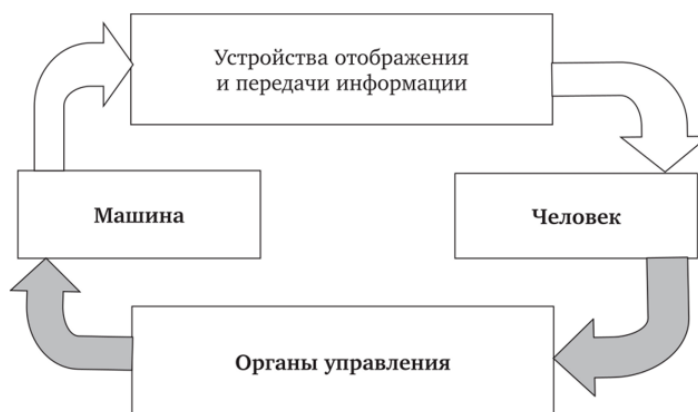 Устройства отображения
и передачи информации
Машина
Человек
Органы управления